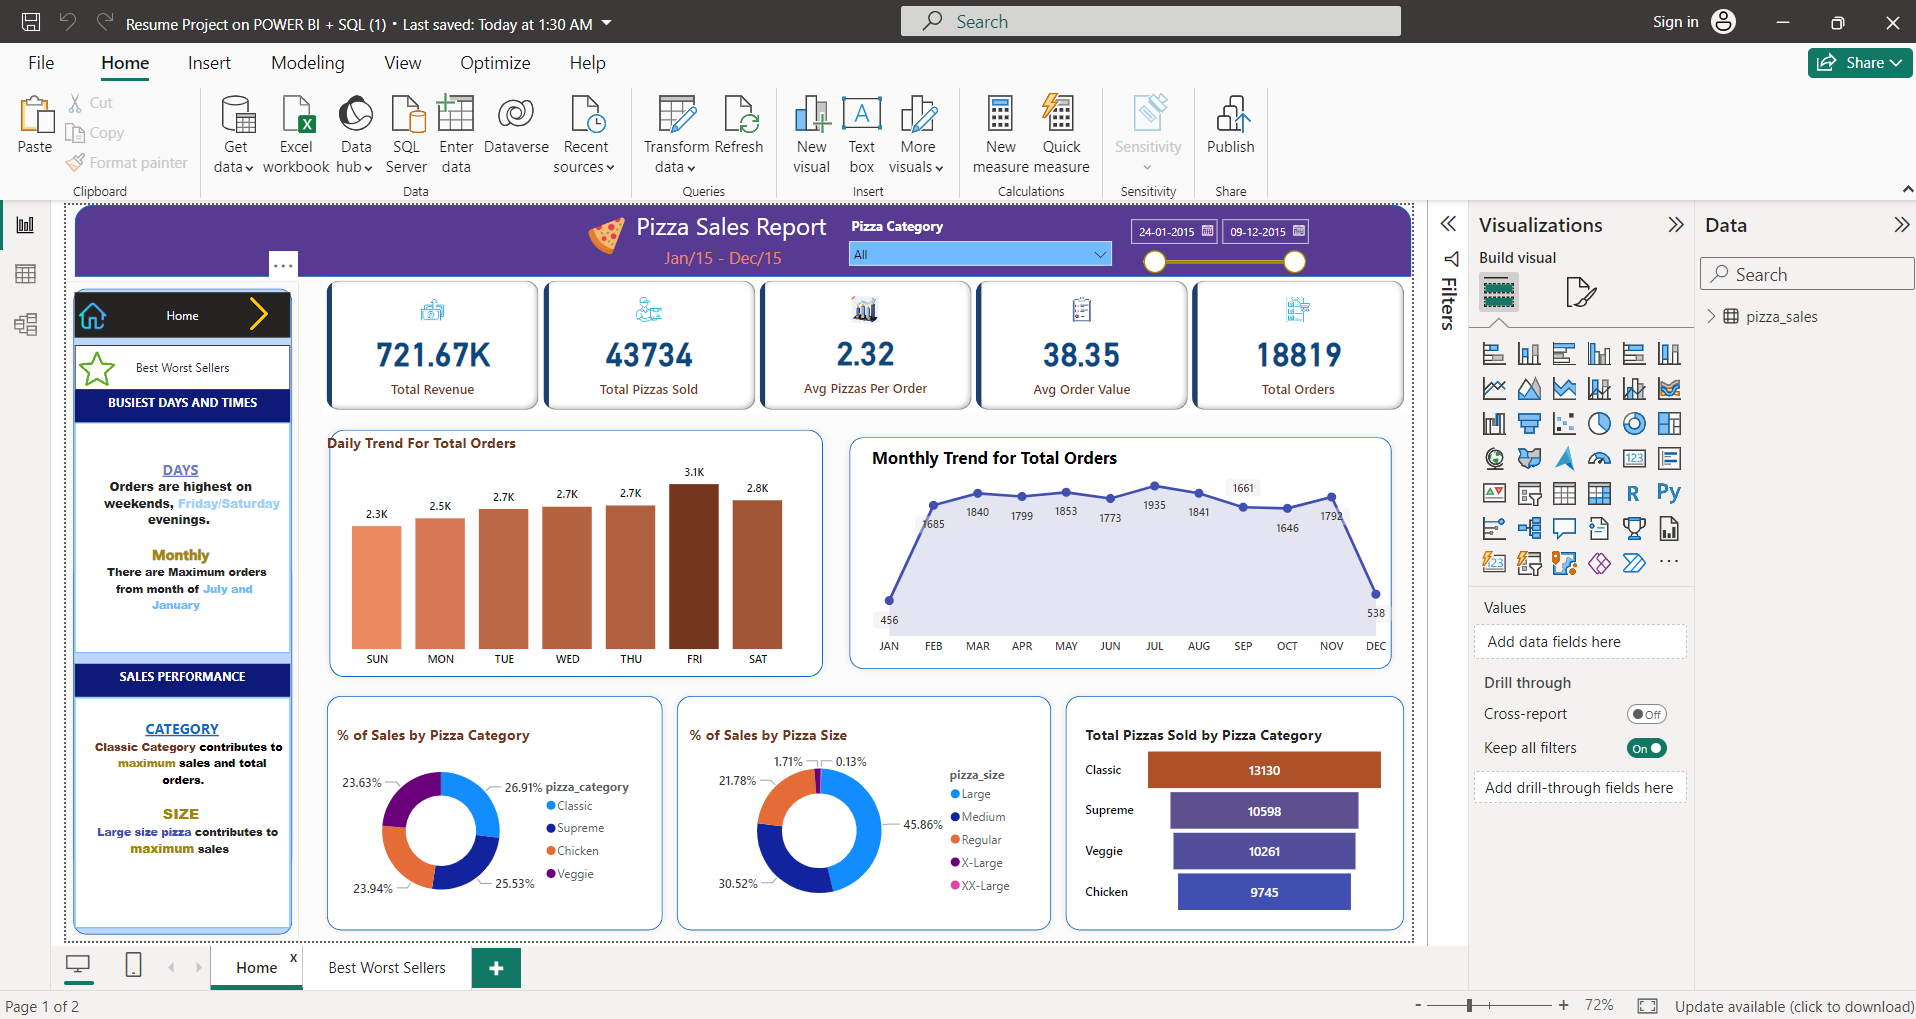 Resume Project on POWER BI + SQL (1) • Last saved: Today at 1:30 AM
Search
Sign in
File Home Insert Modeling View Optimize Help
Share
Paste
Cut
Copy
Format painter
Clipboard
Get data
Excel workbook
Data hub
SQL Server
Enter data
Dataverse
Recent sources
Data
Transform data
Refresh
Queries
New visual
Text box
More visuals
Insert
New measure
Quick measure
Calculations
Sensitivity
Sensitivity
Publish
Share
Pizza Sales Report
Jan/15 - Dec/15
Pizza Category
All
24-01-2015
09-12-2015
Home
Best Worst Sellers
BUSIEST DAYS AND TIMES
DAYS
Orders are highest on
weekends, Friday/Saturday
evenings.
Monthly
There are Maximum orders
from month of July and
January
SALES PERFORMANCE
CATEGORY
Classic Category contributes to
maximum sales and total
orders.
SIZE
Large size pizza contributes to
maximum sales
721.67K
Total Revenue
43734
Total Pizzas Sold
2.32
Avg Pizzas Per Order
38.35
Avg Order Value
18819
Total Orders
Daily Trend For Total Orders
2.3K
2.5K
2.7K
2.7K
2.7K
3.1K
2.8K
SUN MON TUE WED THU FRI SAT
Monthly Trend for Total Orders
456
1685
1840
1799
1853
1773
1935
1841
1661
1646
1792
538
JAN FEB MAR APR MAY JUN JUL AUG SEP OCT NOV DEC
% of Sales by Pizza Category
23.63%
26.91%
23.94%
25.53%
pizza_category
Classic
Supreme
Chicken
Veggie
% of Sales by Pizza Size
1.71%
0.13%
21.78%
45.86%
30.52%
pizza_size
Large
Medium
Regular
X-Large
XX-Large
Total Pizzas Sold by Pizza Category
Classic 13130
Supreme 10598
Veggie 10261
Chicken 9745
Filters
Visualizations
Build visual
123
R
Py
123
Values
Add data fields here
Drill through
Cross-report
Off
Keep all filters
On
Add drill-through fields here
Data
Search
pizza_sales
Home
x
Best Worst Sellers
+
Page 1 of 2
- + 72%
Update available (click to download)